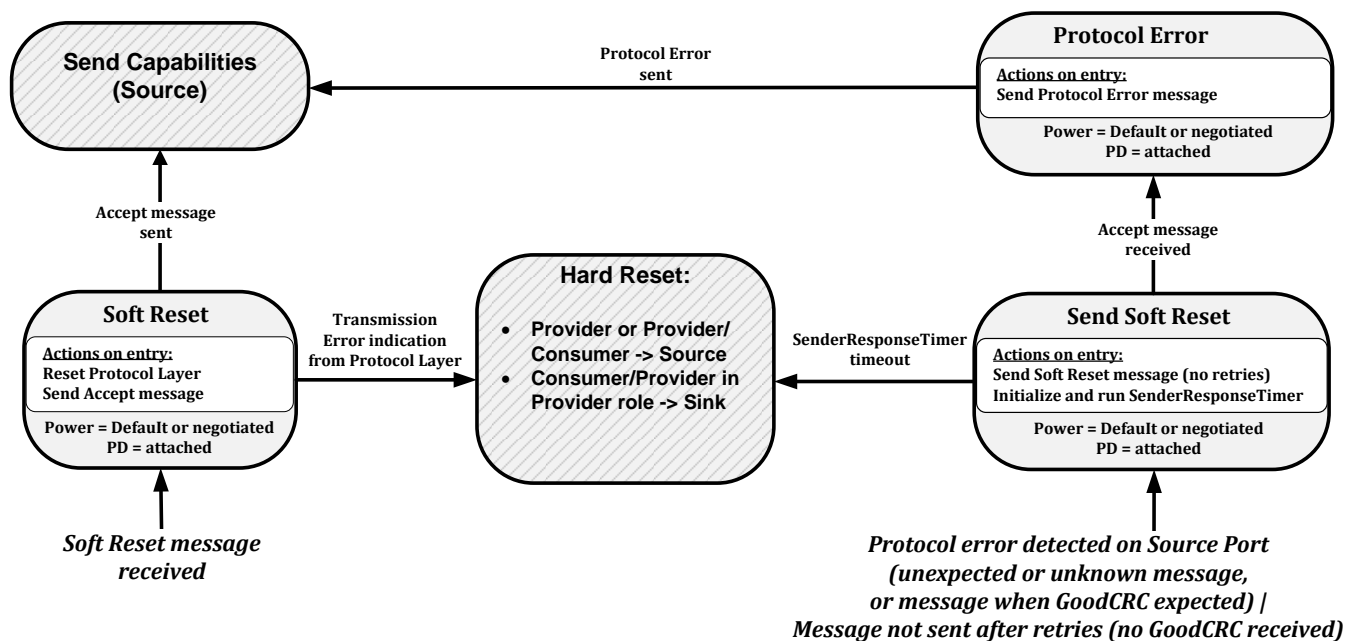 Send Capabilities
(Source)
Protocol Error
sent
Protocol Error
Actions on entry:
Send Protocol Error message
Power = Default or negotiated
PD = attached
Accept message
sent
Accept message
received
Soft Reset
Actions on entry:
Reset Protocol Layer
Send Accept message
Power = Default or negotiated
PD = attached
Transmission
Error indication
from Protocol Layer
Hard Reset:
• Provider or Provider/
Consumer -> Source
• Consumer/Provider in
Provider role -> Sink
SenderResponseTimer
timeout
Send Soft Reset
Actions on entry:
Send Soft Reset message (no retries)
Initialize and run SenderResponseTimer
Power = Default or negotiated
PD = attached
Soft Reset message
received
Protocol error detected on Source Port
(unexpected or unknown message,
or message when GoodCRC expected) |
Message not sent after retries (no GoodCRC received)